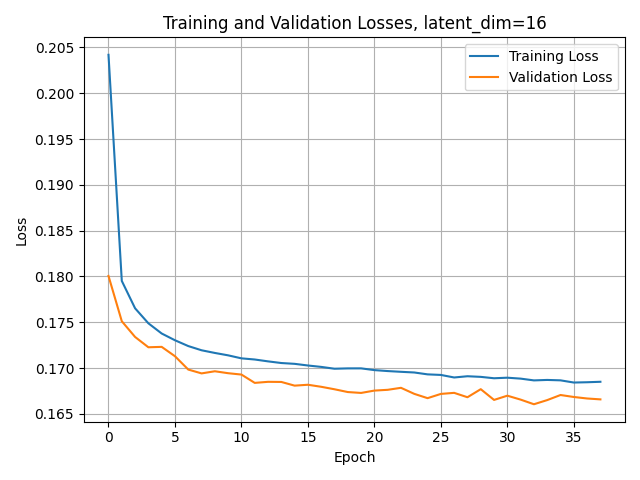 Training and Validation Losses, latent_dim=16
Training Loss
Validation Loss
Loss
0.205
0.200
0.195
0.190
0.185
0.180
0.175
0.170
0.165
0 5 10 15 20 25 30 35
Epoch